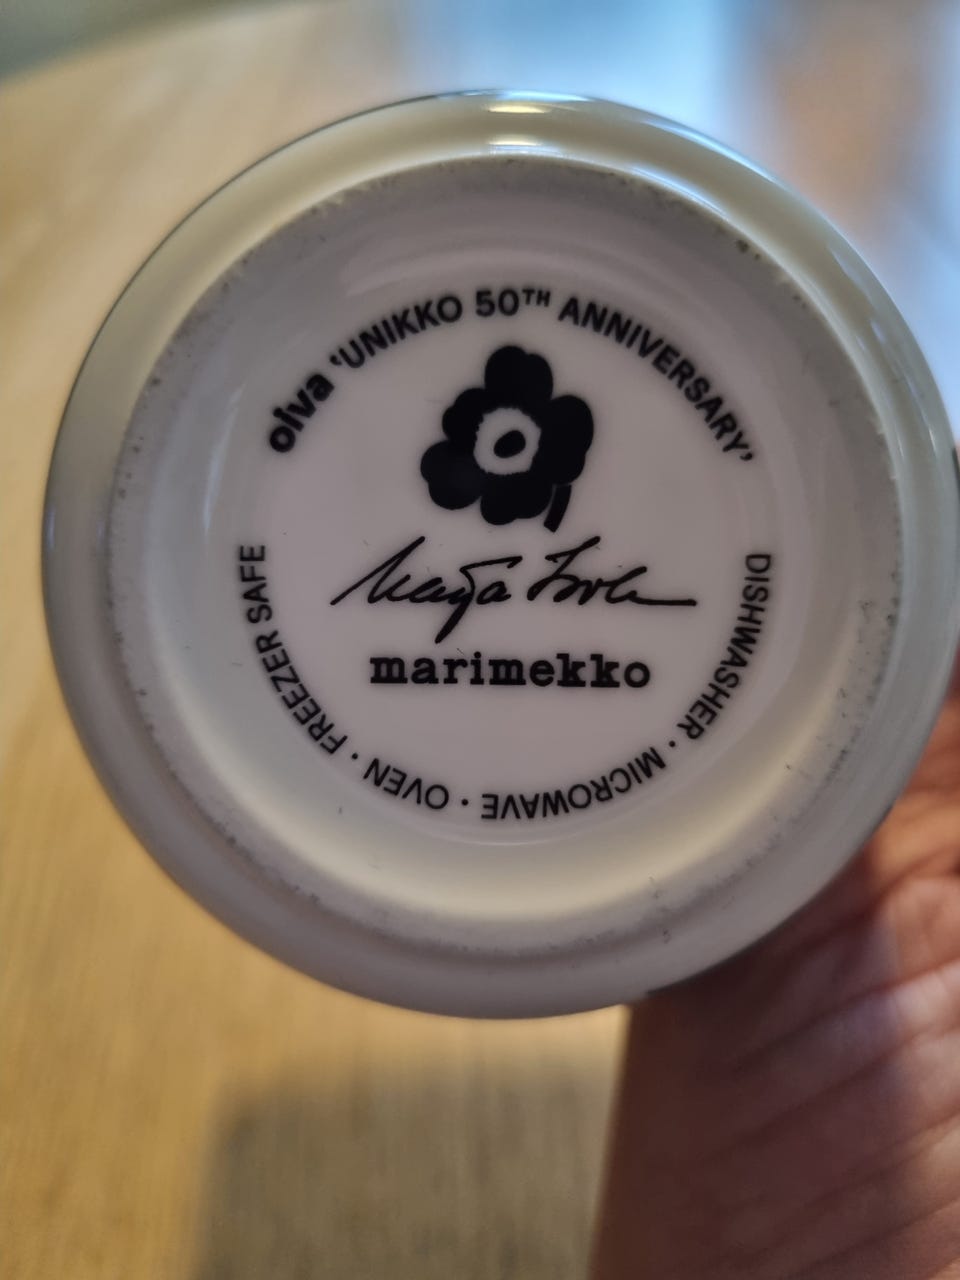 oiva 'UNIKKO 50TH ANNIVERSARY'
marimekko
DISHWASHER · MICROWAVE · OVEN · FREEZER SAFE